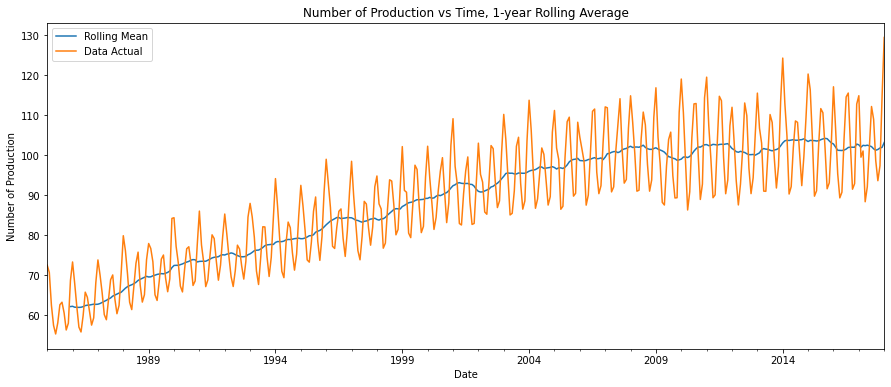 Number of Production vs Time, 1-year Rolling Average
Rolling Mean
Data Actual
130
120
110
100
90
80
70
60
Number of Production
1989
1994
1999
2004
2009
2014
Date